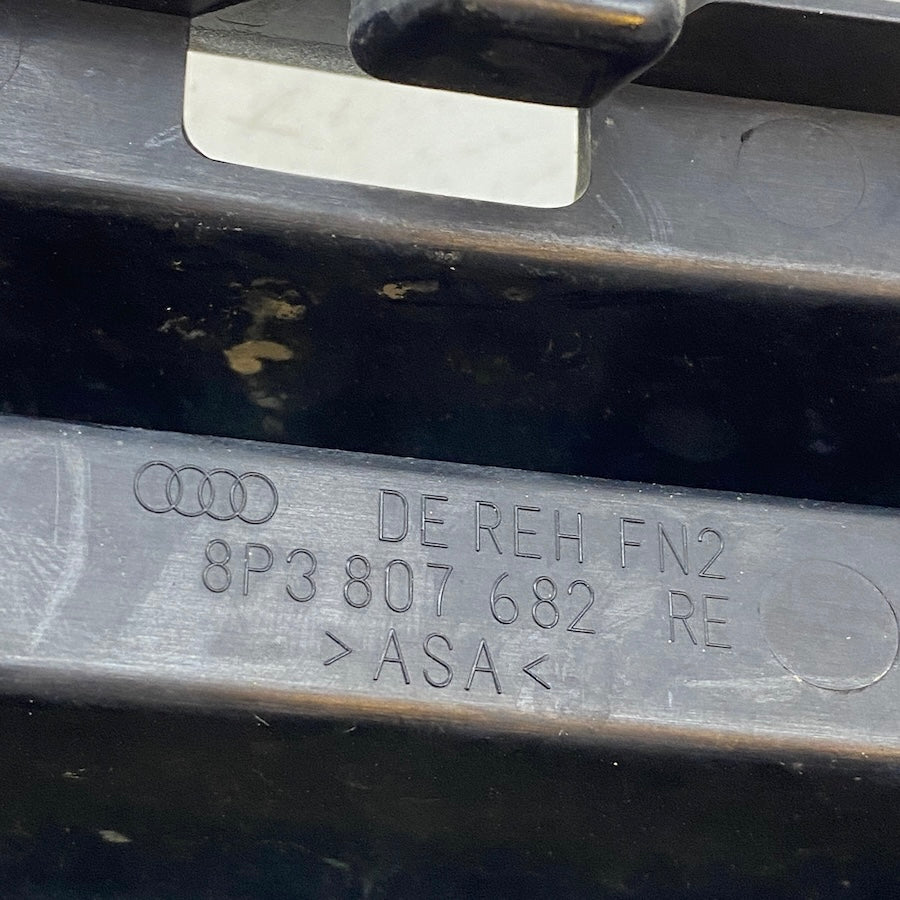 DE REH FN2
8P3 807 682 RE
>ASA<